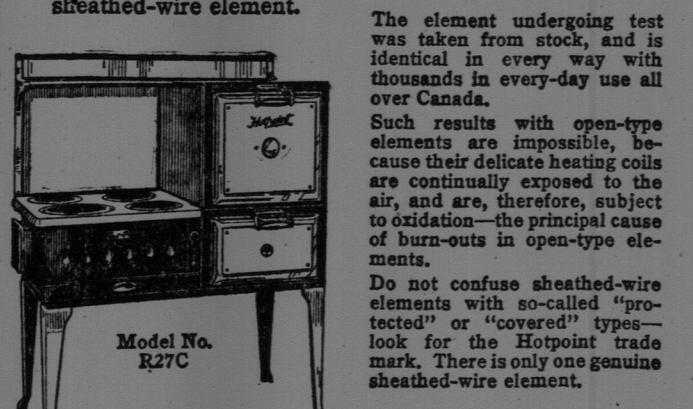 sheathed-wire element.
Hotpoint
Model No.
R27C
The element undergoing test
was taken from stock, and is
identical in every way with
thousands in every-day use all
over Canada.
Such results with open-type
elements are impossible, be-
cause their delicate heating coils
are continually exposed to the
air, and are, therefore, subject
to oxidation—the principal cause
of burn-outs in open-type ele-
ments.
Do not confuse sheathed-wire
elements with so-called "pro-
tected" or "covered" types—
look for the Hotpoint trade
mark. There is only one genuine
sheathed-wire element.